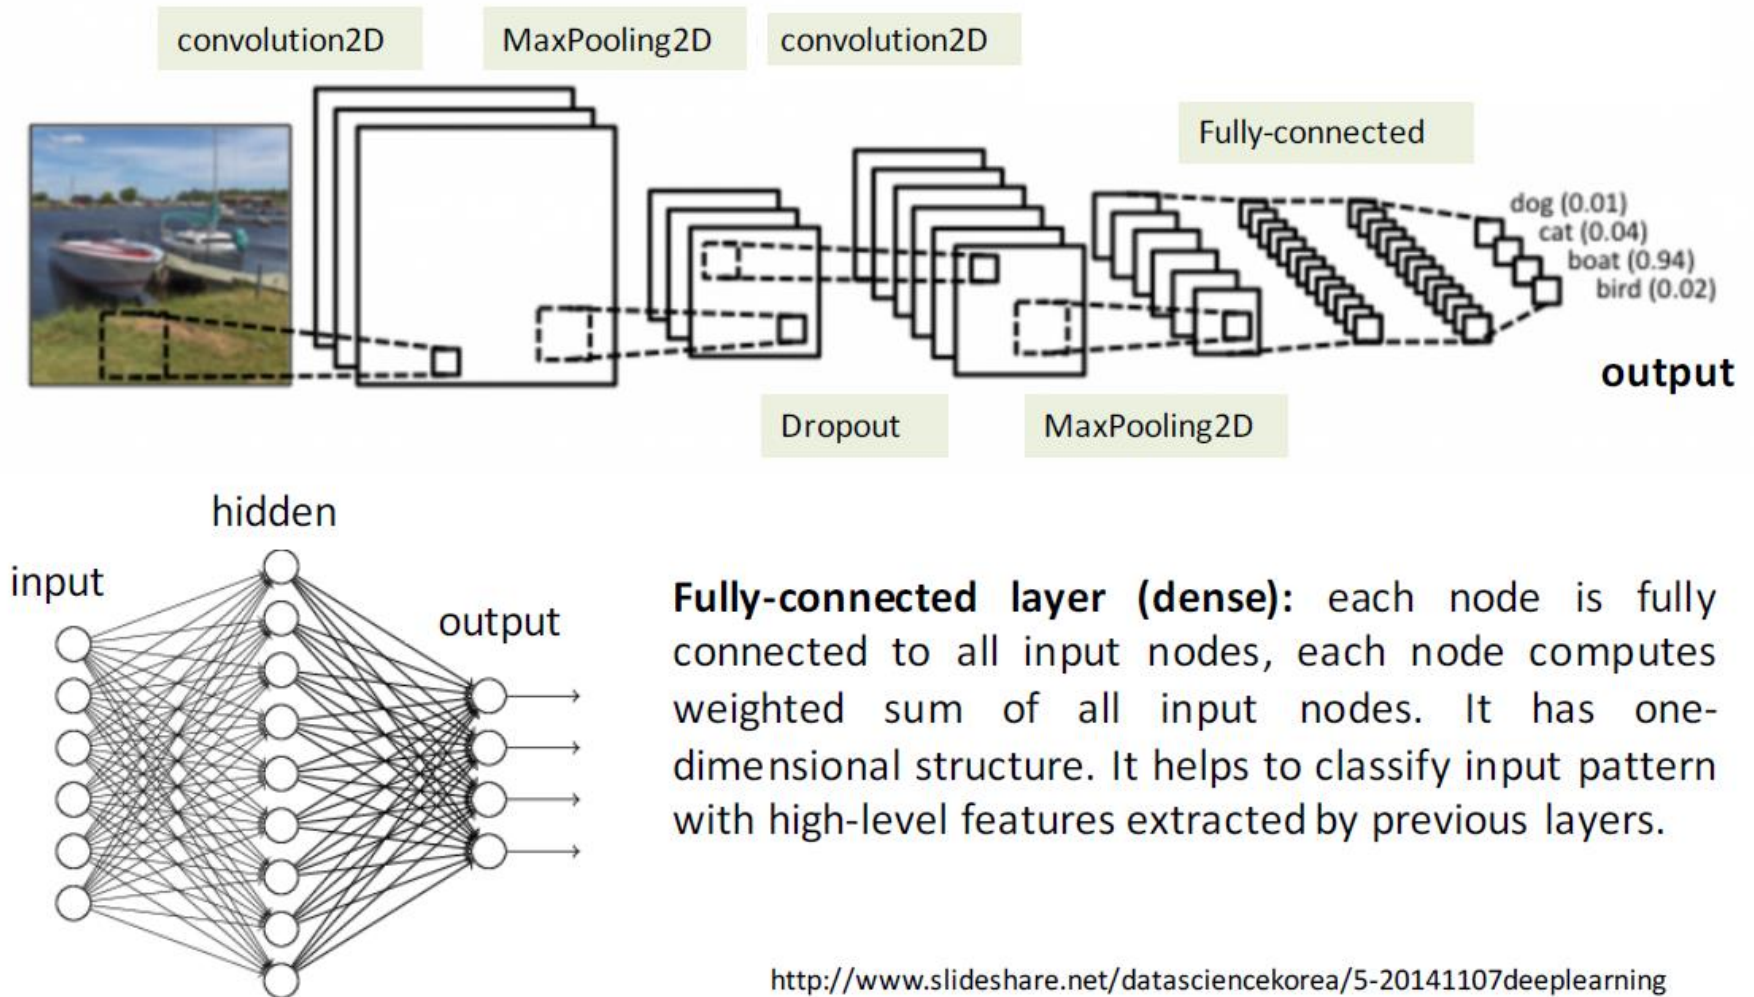 convolution2D
MaxPooling2D
convolution2D
Fully-connected
dog (0.01)
cat (0.04)
boat (0.94)
bird (0.02)
output
Dropout
MaxPooling2D
hidden
input
output
Fully-connected layer (dense): each node is fully
connected to all input nodes, each node computes
weighted sum of all input nodes. It has one-
dimensional structure. It helps to classify input pattern
with high-level features extracted by previous layers.
http://www.slideshare.net/datasciencekorea/5-20141107deeplearning